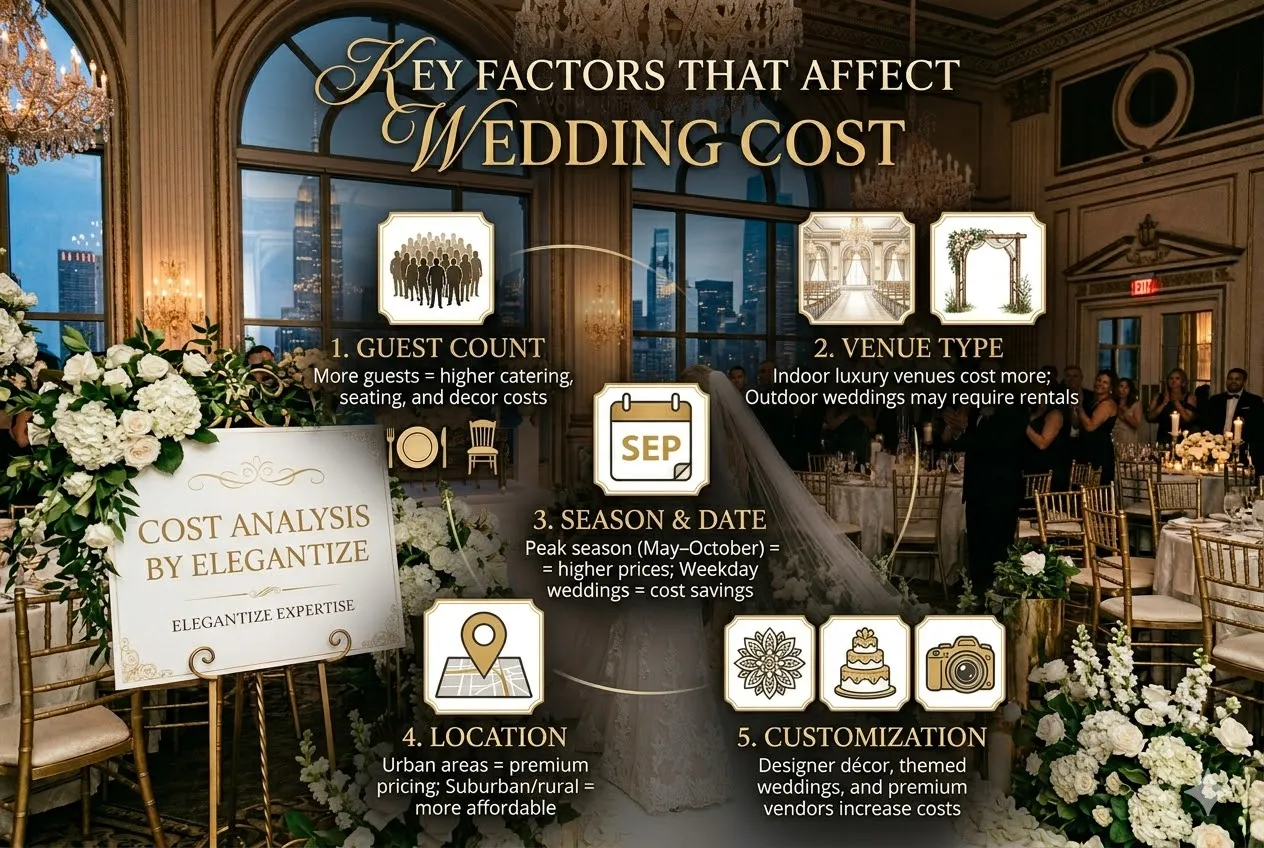 KEY FACTORS THAT AFFECT
WEDDING COST
1. GUEST COUNT
More guests = higher catering,
seating, and decor costs
2. VENUE TYPE
Indoor luxury venues cost more;
Outdoor weddings may require rentals
SEP
3. SEASON & DATE
Peak season (May–October) =
= higher prices; Weekday
weddings = cost savings
COST ANALYSIS
BY ELEGANTIZE
ELEGANTIZE EXPERTISE
4. LOCATION
Urban areas = premium
pricing; Suburban/rural =
more affordable
5. CUSTOMIZATION
Designer décor, themed
weddings, and premium
vendors increase costs
EXIT